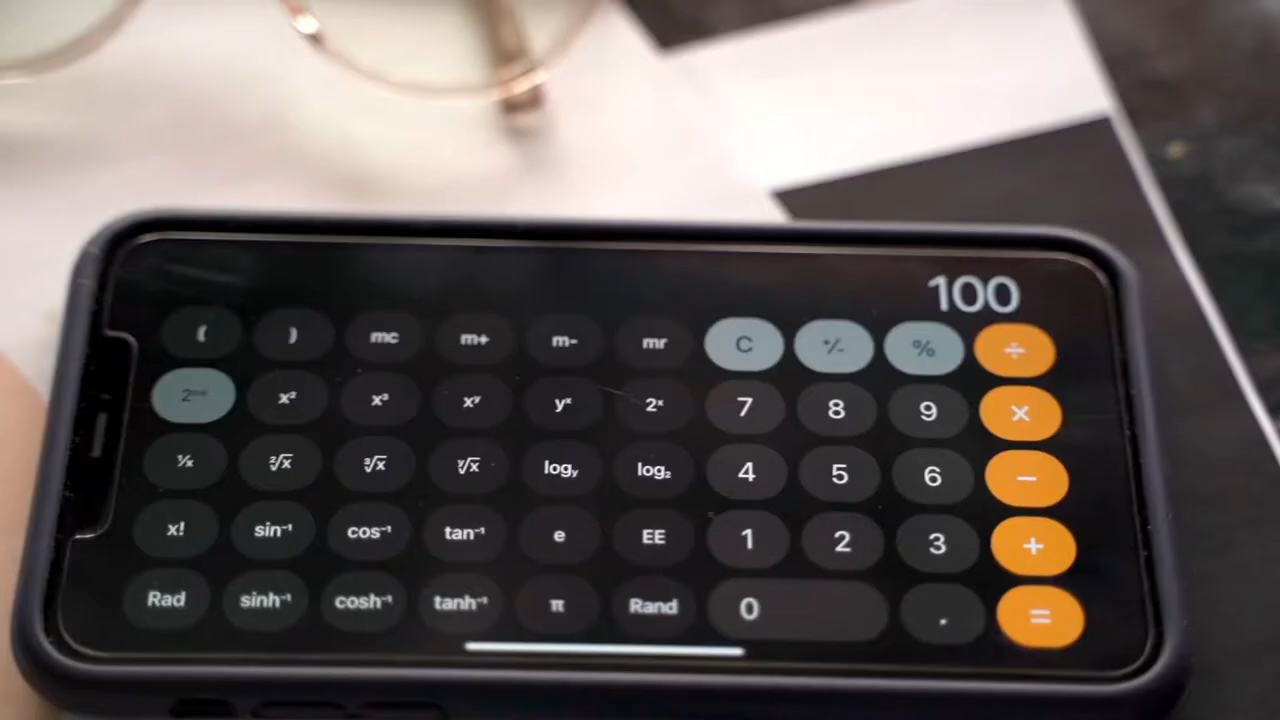 100
( ) mc m+ m- mr C +/- % ÷
2ⁿᵈ x² x³ xʸ yˣ 2ˣ 7 8 9 ×
¹/ₓ ²√x ³√x ʸ√x logᵧ log₂ 4 5 6 −
x! sin⁻¹ cos⁻¹ tan⁻¹ e EE 1 2 3 +
Rad sinh⁻¹ cosh⁻¹ tanh⁻¹ π Rand 0 . =